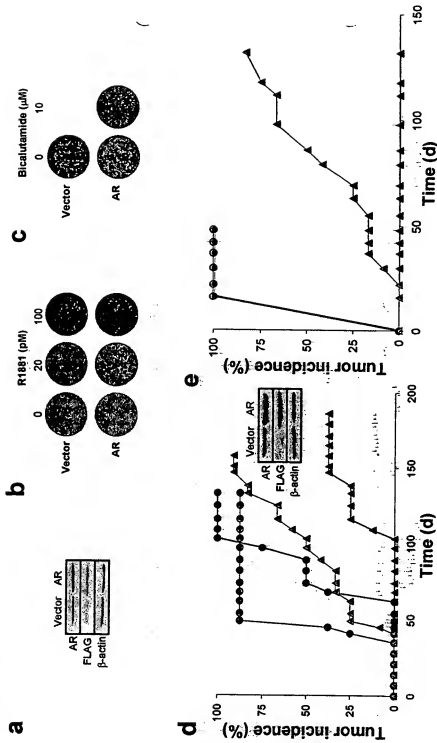 a
Vector AR
AR
FLAG
β-actin
b
R1881 (pM)
0 20 100
Vector
AR
c
Bicalutamide (μM)
0 10
Vector
AR
d
Tumor incidence (%)
100
75
50
25
0
0 50 100 150 200
Time (d)
Vector AR
AR
FLAG
β-actin
e
Tumor incidence (%)
100
75
50
25
0
0 50 100 150
Time (d)